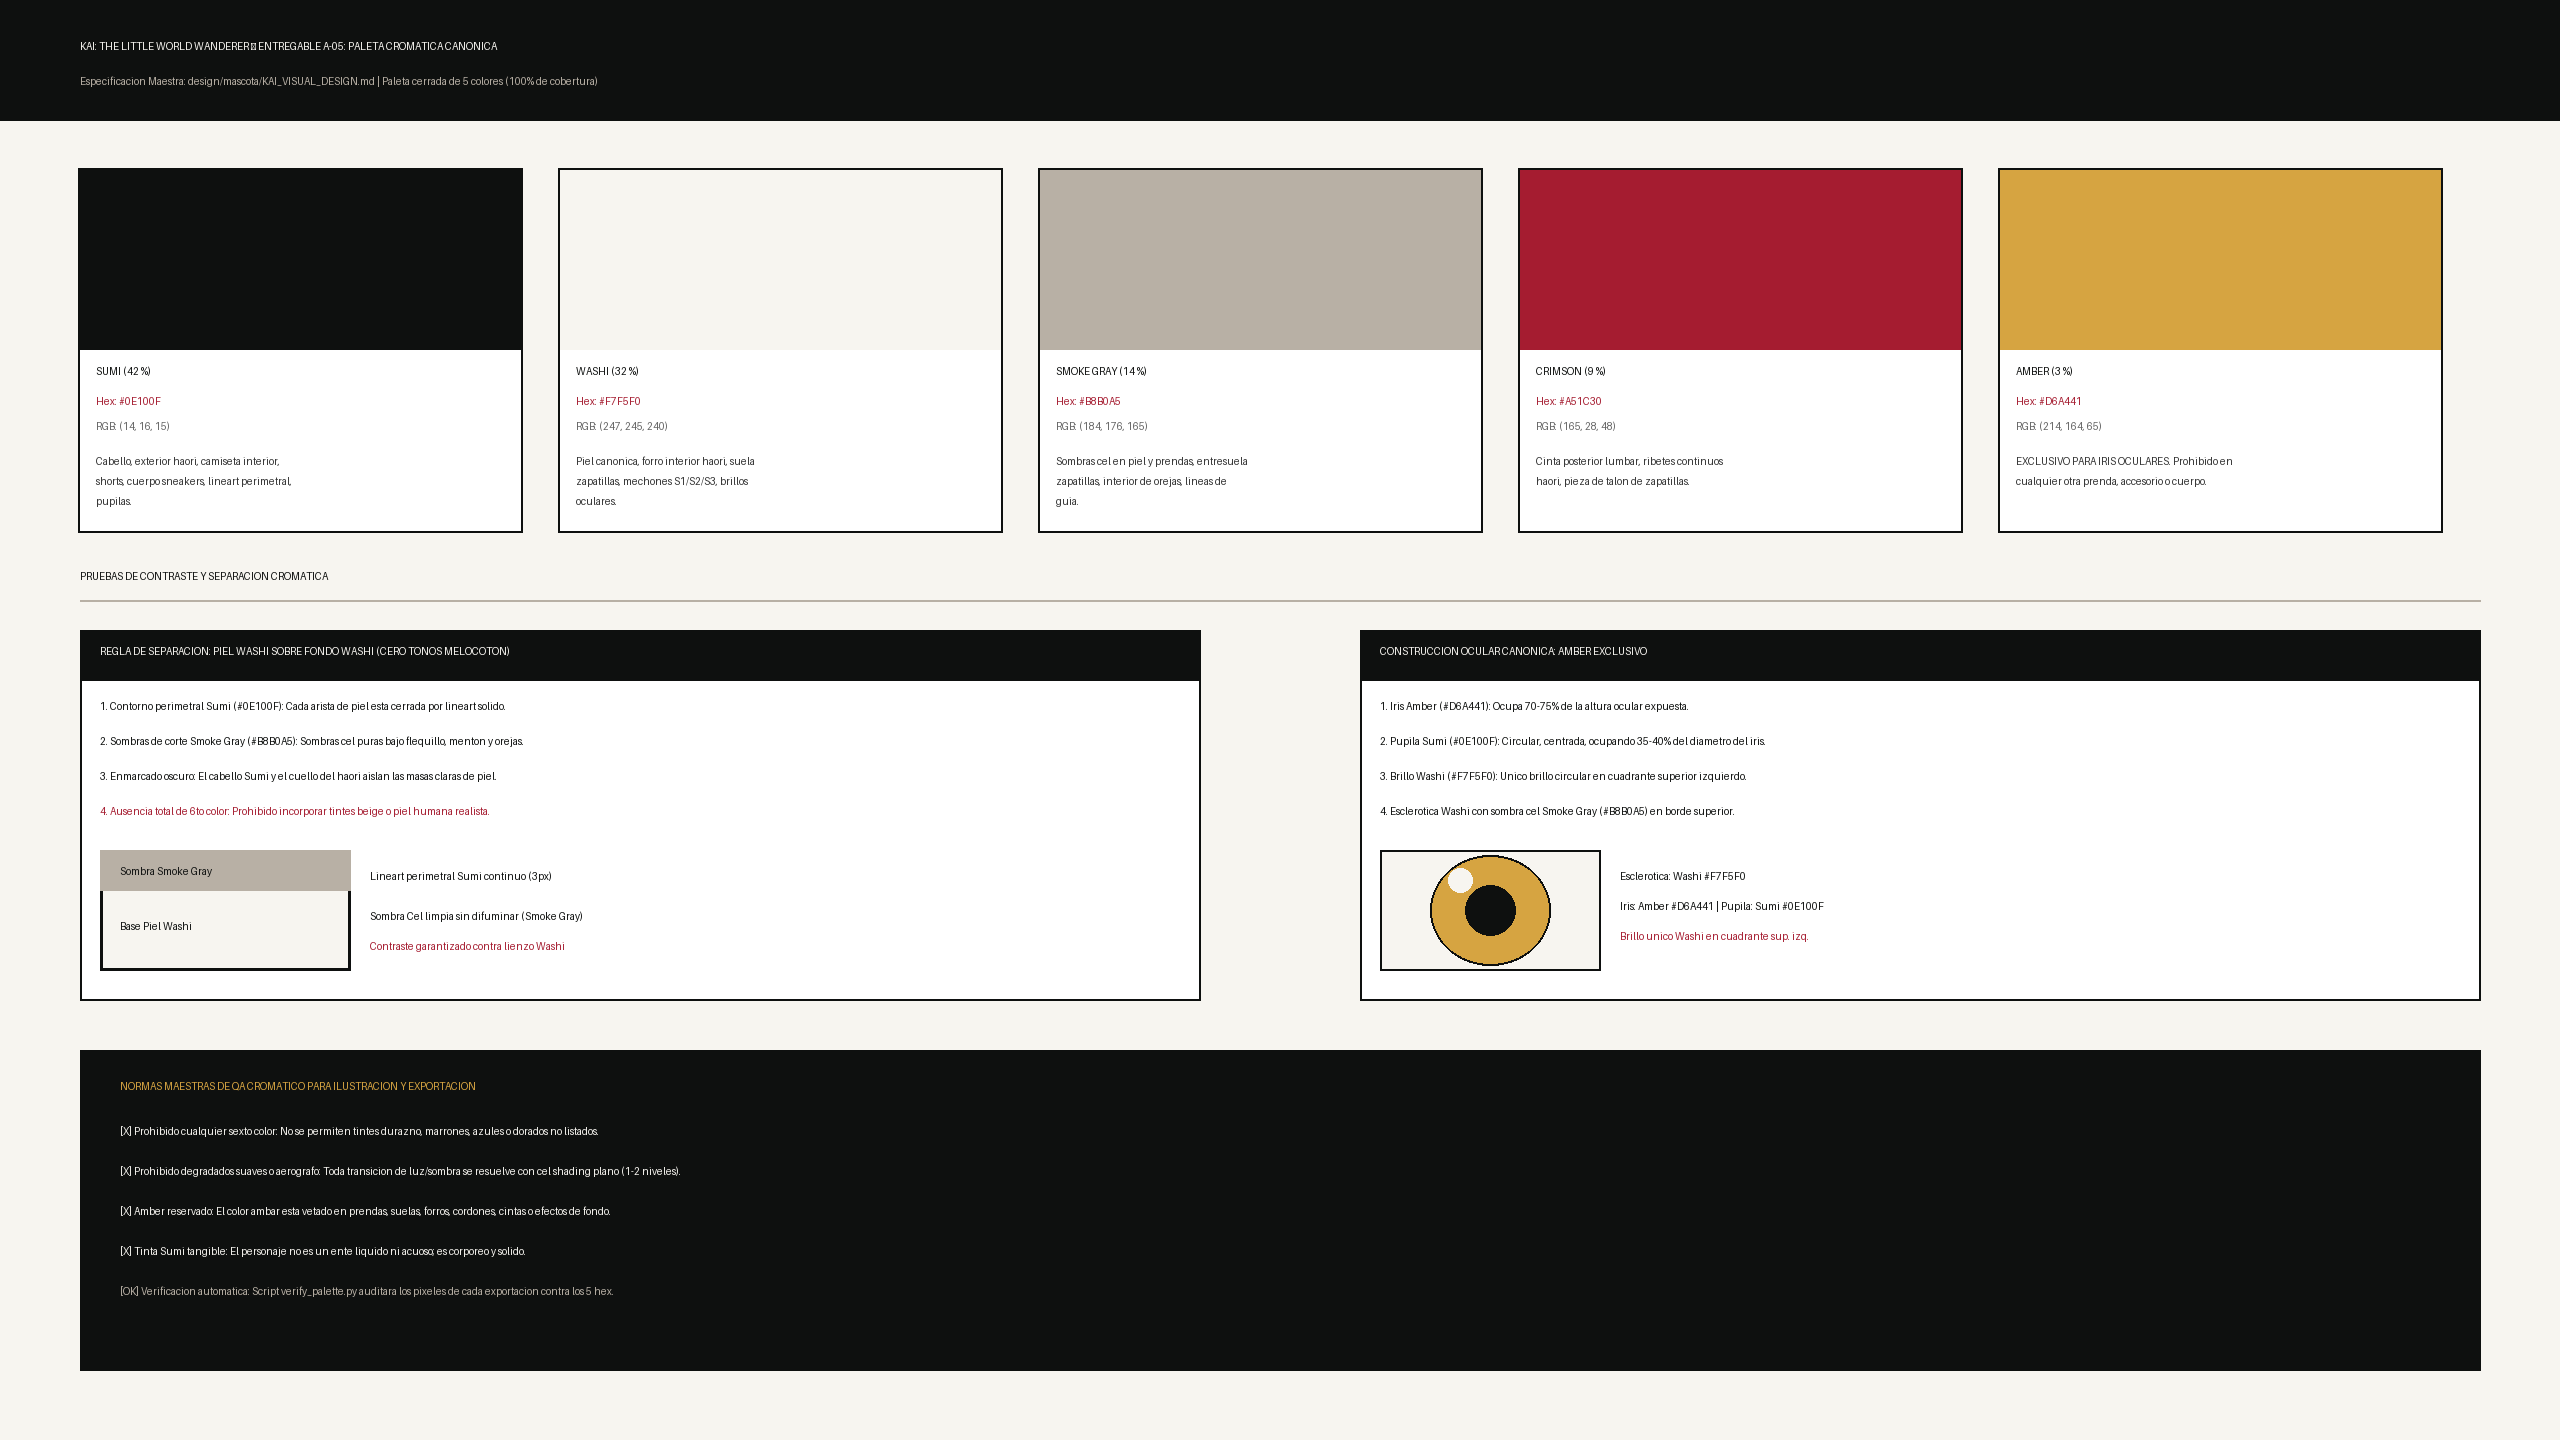 KAI: THE LITTLE WORLD WANDERER ENTREGABLE A-05: PALETA CROMATICA CANONICA
Especificacion Maestra: design/mascota/KAI_VISUAL_DESIGN.md | Paleta cerrada de 5 colores (100% de cobertura)
SUMI (42 %)
Hex: #0E100F
RGB: (14, 16, 15)
Cabello, exterior haori, camiseta interior,
shorts, cuerpo sneakers, lineart perimetral,
pupilas.
WASHI (32 %)
Hex: #F7F5F0
RGB: (247, 245, 240)
Piel canonica, forro interior haori, suela
zapatillas, mechones S1/S2/S3, brillos
oculares.
SMOKE GRAY (14 %)
Hex: #B8B0A5
RGB: (184, 176, 165)
Sombras cel en piel y prendas, entresuela
zapatillas, interior de orejas, lineas de
guia.
CRIMSON (9 %)
Hex: #A51C30
RGB: (165, 28, 48)
Cinta posterior lumbar, ribetes continuos
haori, pieza de talon de zapatillas.
AMBER (3 %)
Hex: #D6A441
RGB: (214, 164, 65)
EXCLUSIVO PARA IRIS OCULARES. Prohibido en
cualquier otra prenda, accesorio o cuerpo.
PRUEBAS DE CONTRASTE Y SEPARACION CROMATICA
REGLA DE SEPARACION: PIEL WASHI SOBRE FONDO WASHI (CERO TONOS MELOCOTON)
1. Contorno perimetral Sumi (#0E100F): Cada arista de piel esta cerrada por lineart solido.
2. Sombras de corte Smoke Gray (#B8B0A5): Sombras cel puras bajo flequillo, menton y orejas.
3. Enmarcado oscuro: El cabello Sumi y el cuello del haori aislan las masas claras de piel.
4. Ausencia total de 6to color: Prohibido incorporar tintes beige o piel humana realista.
Sombra Smoke Gray
Base Piel Washi
Lineart perimetral Sumi continuo (3px)
Sombra Cel limpia sin difuminar (Smoke Gray)
Contraste garantizado contra lienzo Washi
CONSTRUCCION OCULAR CANONICA: AMBER EXCLUSIVO
1. Iris Amber (#D6A441): Ocupa 70-75% de la altura ocular expuesta.
2. Pupila Sumi (#0E100F): Circular, centrada, ocupando 35-40% del diametro del iris.
3. Brillo Washi (#F7F5F0): Unico brillo circular en cuadrante superior izquierdo.
4. Esclerotica Washi con sombra cel Smoke Gray (#B8B0A5) en borde superior.
Esclerotica: Washi #F7F5F0
Iris: Amber #D6A441 | Pupila: Sumi #0E100F
Brillo unico Washi en cuadrante sup. izq.
NORMAS MAESTRAS DE QA CROMATICO PARA ILUSTRACION Y EXPORTACION
[X] Prohibido cualquier sexto color: No se permiten tintes durazno, marrones, azules o dorados no listados.
[X] Prohibido degradados suaves o aerografo: Toda transicion de luz/sombra se resuelve con cel shading plano (1-2 niveles).
[X] Amber reservado: El color ambar esta vetado en prendas, suelas, forros, cordones, cintas o efectos de fondo.
[X] Tinta Sumi tangible: El personaje no es un ente liquido ni acuoso; es corporeo y solido.
[OK] Verificacion automatica: Script verify_palette.py auditara los pixeles de cada exportacion contra los 5 hex.